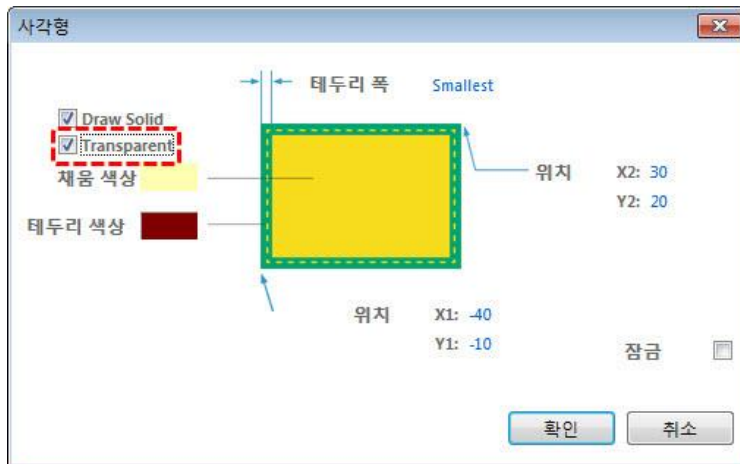 사각형
테두리 폭 Smallest
Draw Solid
Transparent
채움 색상
위치 X2: 30
Y2: 20
테두리 색상
위치 X1: -40
Y1: -10
잠금
확인 취소